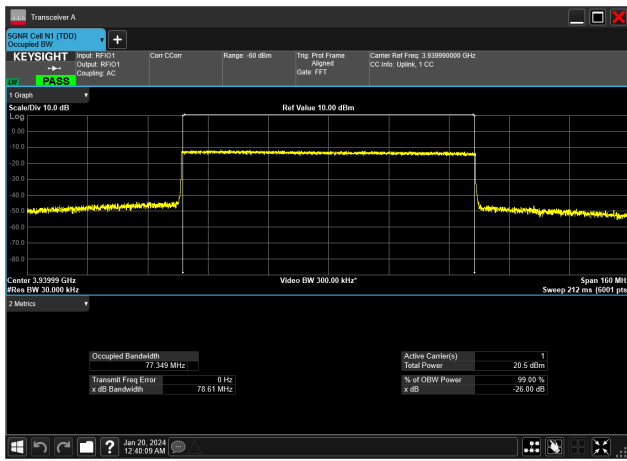 Transceiver A
5GNR Cell N1 (TDD)
Occupied BW
KEYSIGHT
Input: RFIO1
Output: RFIO1
Coupling: AC
Corr CCorr
Range: -60 dBm
Trig: Prot Frame
Aligned
Gate: FFT
Carrier Ref Freq: 3.939990000 GHz
CC Info: Uplink, 1 CC
PASS
1 Graph
Scale/Div 10.0 dB
Ref Value 10.00 dBm
Log
0.00
-10.0
-20.0
-30.0
-40.0
-50.0
-60.0
-70.0
-80.0
Center 3.93999 GHz
Video BW 300.00 kHz*
Span 160 MH
#Res BW 30.000 kHz
Sweep 212 ms (6001 pts
2 Metrics
Occupied Bandwidth
77.349 MHz
Transmit Freq Error 0 Hz
x dB Bandwidth 78.61 MHz
Active Carrier(s) 1
Total Power 20.5 dBm
% of OBW Power 99.00 %
x dB -26.00 dB
Jan 20, 2024
12:40:09 AM